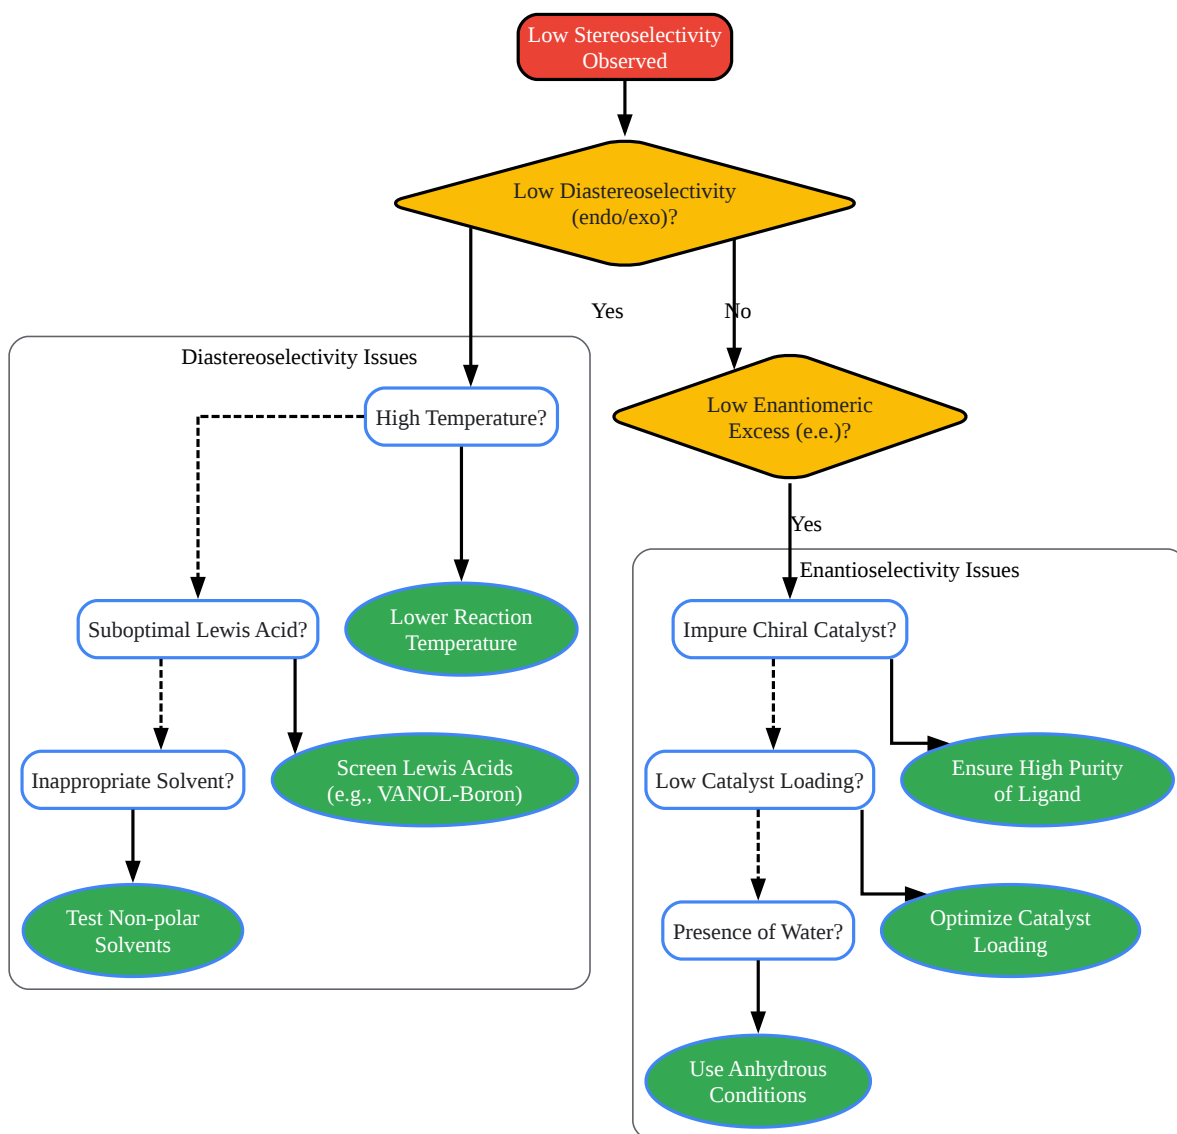 Low Stereoselectivity
Observed
Low Diastereoselectivity
(endo/exo)?
Yes
No
Diastereoselectivity Issues
High Temperature?
Low Enantiomeric
Excess (e.e.)?
Yes
Enantioselectivity Issues
Suboptimal Lewis Acid?
Lower Reaction
Temperature
Impure Chiral Catalyst?
Inappropriate Solvent?
Screen Lewis Acids
(e.g., VANOL-Boron)
Low Catalyst Loading?
Ensure High Purity
of Ligand
Test Non-polar
Solvents
Presence of Water?
Optimize Catalyst
Loading
Use Anhydrous
Conditions